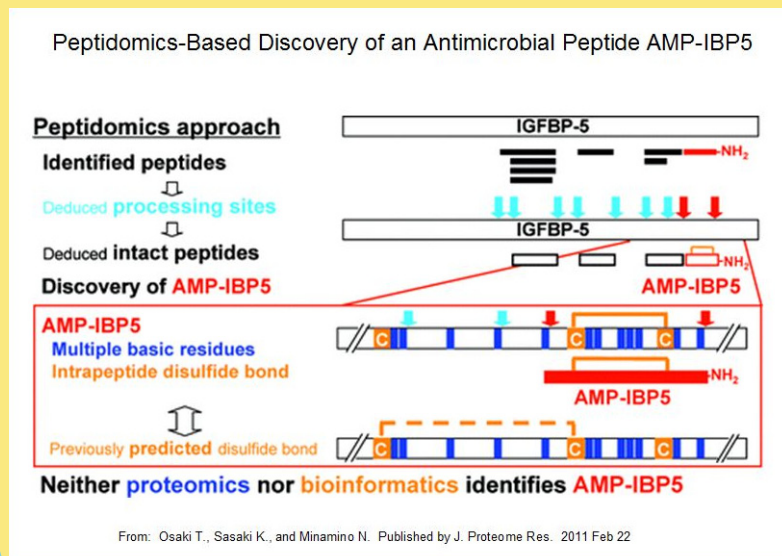 Peptidomics-Based Discovery of an Antimicrobial Peptide AMP-IBP5
Peptidomics approach
IGFBP-5
Identified peptides
-NH2
Deduced processing sites
IGFBP-5
Deduced intact peptides
-NH2
Discovery of AMP-IBP5
AMP-IBP5
AMP-IBP5
Multiple basic residues
C C C
Intrapeptide disulfide bond
-NH2
AMP-IBP5
Previously predicted disulfide bond
C C C
Neither proteomics nor bioinformatics identifies AMP-IBP5
From: Osaki T., Sasaki K., and Minamino N. Published by J. Proteome Res. 2011 Feb 22